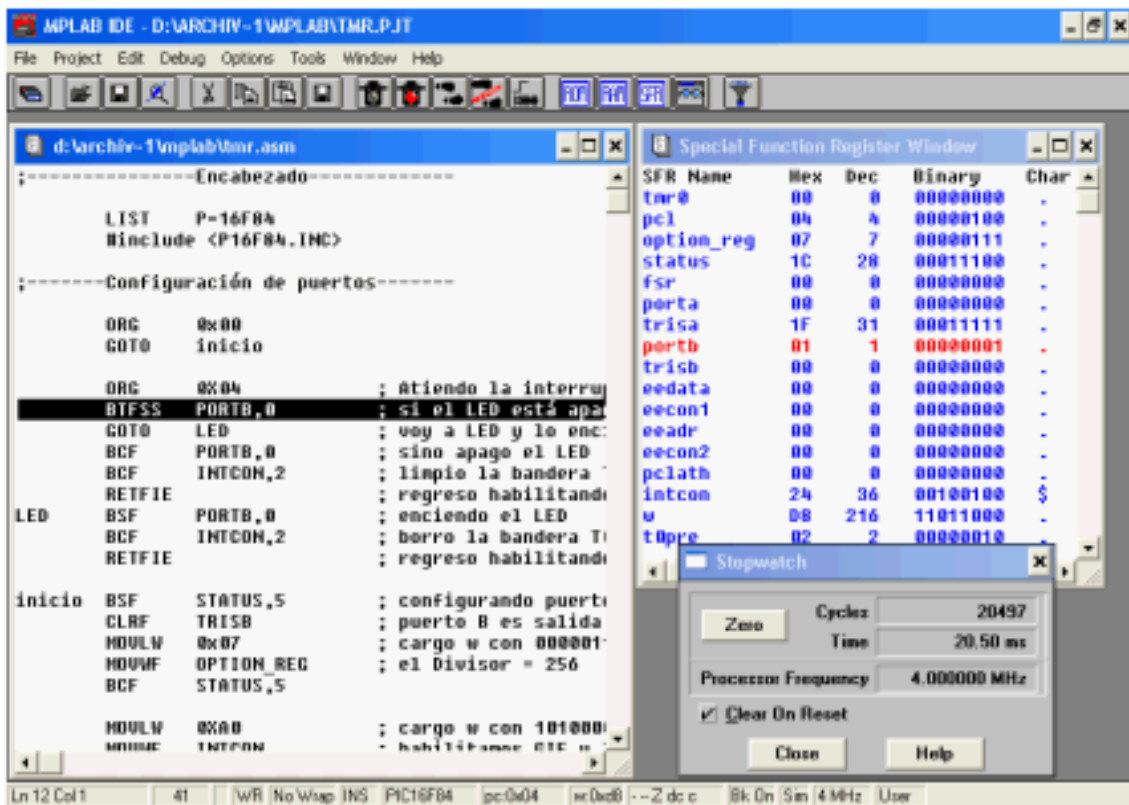 MPLAB IDE - D:\ARCHIV~1\MPLAB\TMR.PJT
File Project Edit Debug Options Tools Window Help
d:\archiv~1\mplab\tmr.asm
;----------------Encabezado--------------
LIST P=16F84
#include <P16F84.INC>
;-------Configuración de puertos-------
ORG 0x00
GOTO inicio
ORG 0X04 ; Atiendo la interrup
BTFSS PORTB,0 ; si el LED está apa
GOTO LED ; voy a LED y lo enc
BCF PORTB,0 ; sino apago el LED
BCF INTCON,2 ; limpio la bandera
RETFIE ; regreso habilitand
LED BSF PORTB,0 ; enciendo el LED
BCF INTCON,2 ; borro la bandera T
RETFIE ; regreso habilitand
inicio BSF STATUS,5 ; configurando puert
CLRF TRISB ; puerto B es salida
MOVLW 0x07 ; cargo w con 000001
MOVWF OPTION_REG ; el Divisor = 256
BCF STATUS,5
MOVLW 0XA0 ; cargo w con 101000
MOVWF INTCON ; habilitamos GIE y
Special Function Register Window
SFR Name Hex Dec Binary Char
tmr0 00 0 00000000 .
pcl 04 4 00000100 .
option_reg 07 7 00000111 .
status 1C 28 00011100 .
fsr 00 0 00000000 .
porta 00 0 00000000 .
trisa 1F 31 00011111 .
portb 01 1 00000001 .
trisb 00 0 00000000 .
eedata 00 0 00000000 .
eecon1 00 0 00000000 .
eeadr 00 0 00000000 .
eecon2 00 0 00000000 .
pclath 00 0 00000000 .
intcon 24 36 00100100 $
w D8 216 11011000 .
t0pre 02 2 00000010 .
Stopwatch
Zero
Cycles 20497
Time 20.50 ms
Processor Frequency 4.000000 MHz
Clear On Reset
Close Help
Ln 12 Col 1 41 WR No Wrap INS PIC16F84 pc:0x04 w:0xd8 - --Z dc c Bk On Sim 4 MHz User